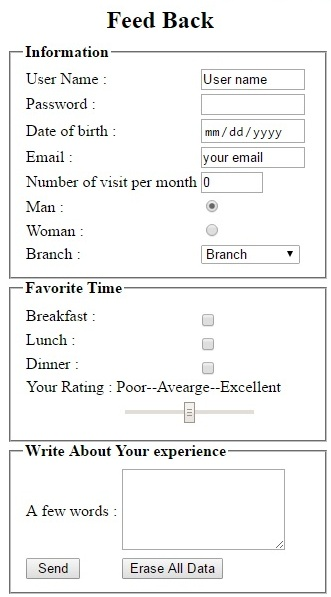 Feed Back
Information
User Name : User name
Password :
Date of birth : mm/dd/yyyy
Email : your email
Number of visit per month 0
Man :
Woman :
Branch : Branch
Favorite Time
Breakfast :
Lunch :
Dinner :
Your Rating : Poor--Avearge--Excellent
Write About Your experience
A few words :
Send Erase All Data